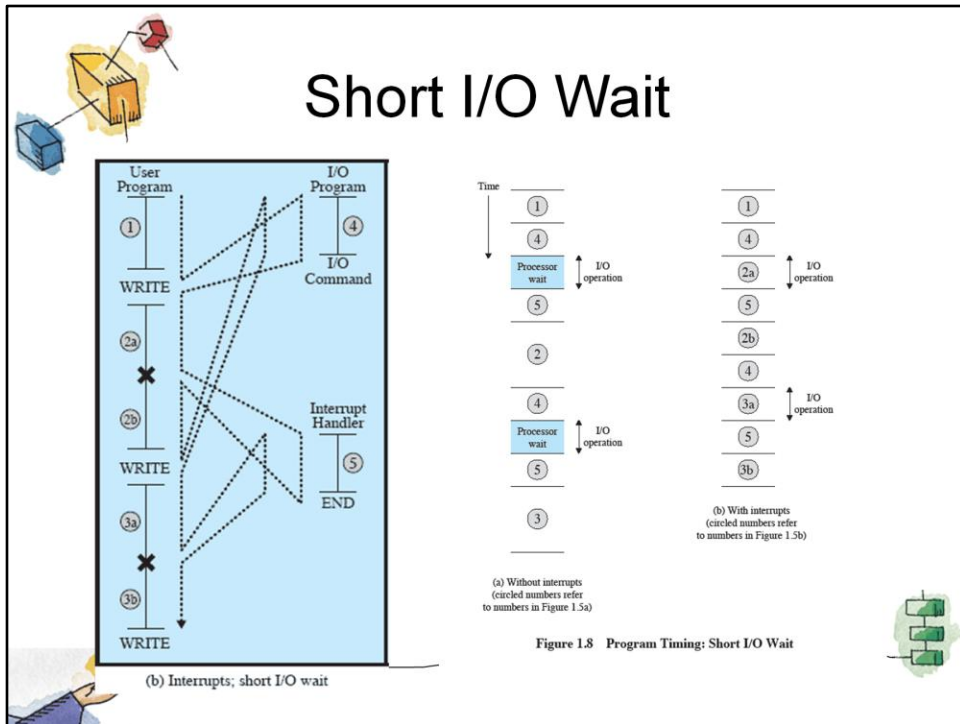 Short I/O Wait
User
Program
I/O
Program
1
4
I/O
Command
WRITE
2a
2b
Interrupt
Handler
5
WRITE
END
3a
3b
WRITE
(b) Interrupts; short I/O wait
Time
1
4
Processor
wait
I/O
operation
5
2
4
Processor
wait
I/O
operation
5
3
(a) Without interrupts
(circled numbers refer
to numbers in Figure 1.5a)
1
4
2a
I/O
operation
5
2b
4
3a
I/O
operation
5
3b
(b) With interrupts
(circled numbers refer
to numbers in Figure 1.5b)
Figure 1.8 Program Timing: Short I/O Wait